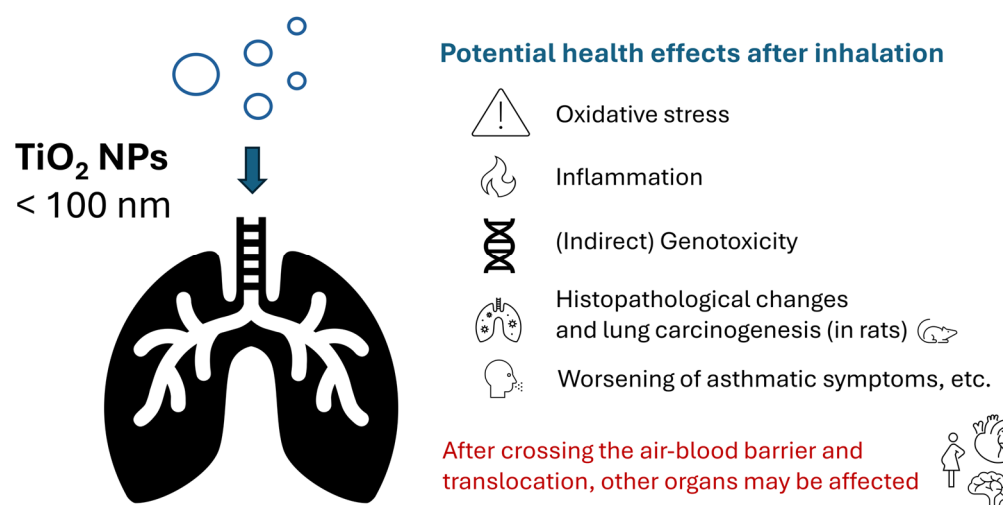 TiO₂ NPs
< 100 nm
Potential health effects after inhalation
Oxidative stress
Inflammation
(Indirect) Genotoxicity
Histopathological changes
and lung carcinogenesis (in rats)
Worsening of asthmatic symptoms, etc.
After crossing the air-blood barrier and
translocation, other organs may be affected